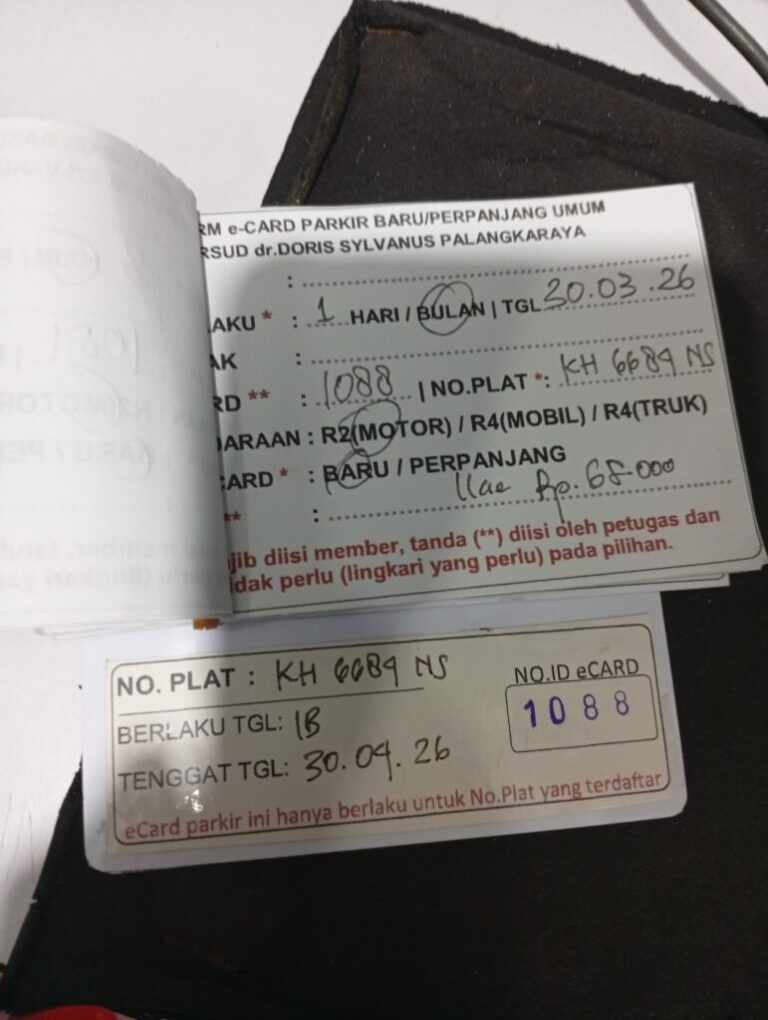 RM e-CARD PARKIR BARU/PERPANJANG UMUM
RSUD dr.DORIS SYLVANUS PALANGKARAYA
: ....................
LAKU * : 1 HARI / BULAN | TGL 30.03.26
AK : ....................
RD ** : 1088 | NO.PLAT *: KH 6689 NS
DARAAN : R2(MOTOR) / R4(MOBIL) / R4(TRUK)
CARD * : BARU / PERPANJANG
** : Rp. 65.000
jib diisi member, tanda (**) diisi oleh petugas dan
idak perlu (lingkari yang perlu) pada pilihan.
NO. PLAT : KH 6689 NS
NO.ID eCARD
1088
BERLAKU TGL: 1B
TENGGAT TGL: 30.04.26
eCard parkir ini hanya berlaku untuk No.Plat yang terdaftar